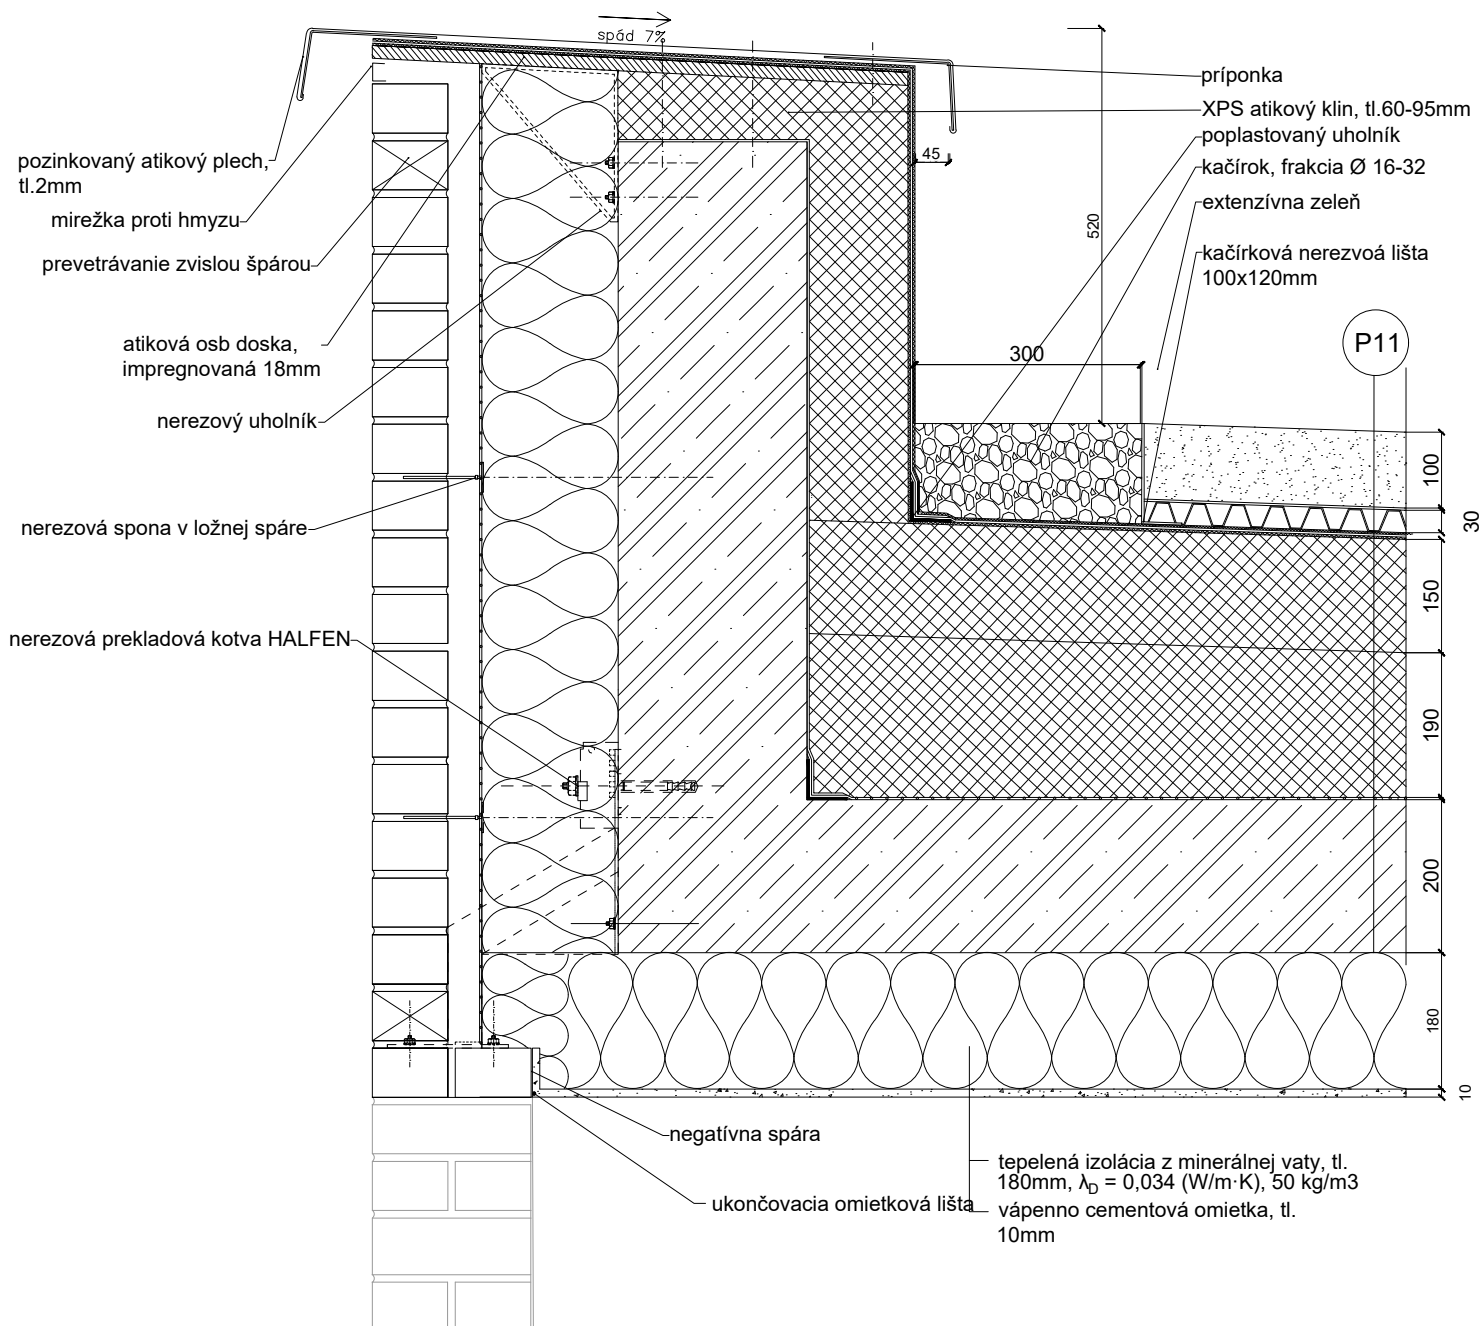 spád 7%
príponka
XPS atikový klin, tl.60-95mm
poplastovaný uholník
kačírok, frakcia Ø 16-32
extenzívna zeleň
kačírková nerezvoá lišta
100x120mm
pozinkovaný atikový plech,
tl.2mm
mirežka proti hmyzu
prevetrávanie zvislou špárou
atiková osb doska,
impregnovaná 18mm
nerezový uholník
nerezová spona v ložnej spáre
nerezová prekladová kotva HALFEN
45
520
300
P11
100
30
150
190
200
180
10
negatívna spára
ukončovacia omietková lišta
tepelená izolácia z minerálnej vaty, tl.
180mm, λD = 0,034 (W/m·K), 50 kg/m3
vápenno cementová omietka, tl.
10mm